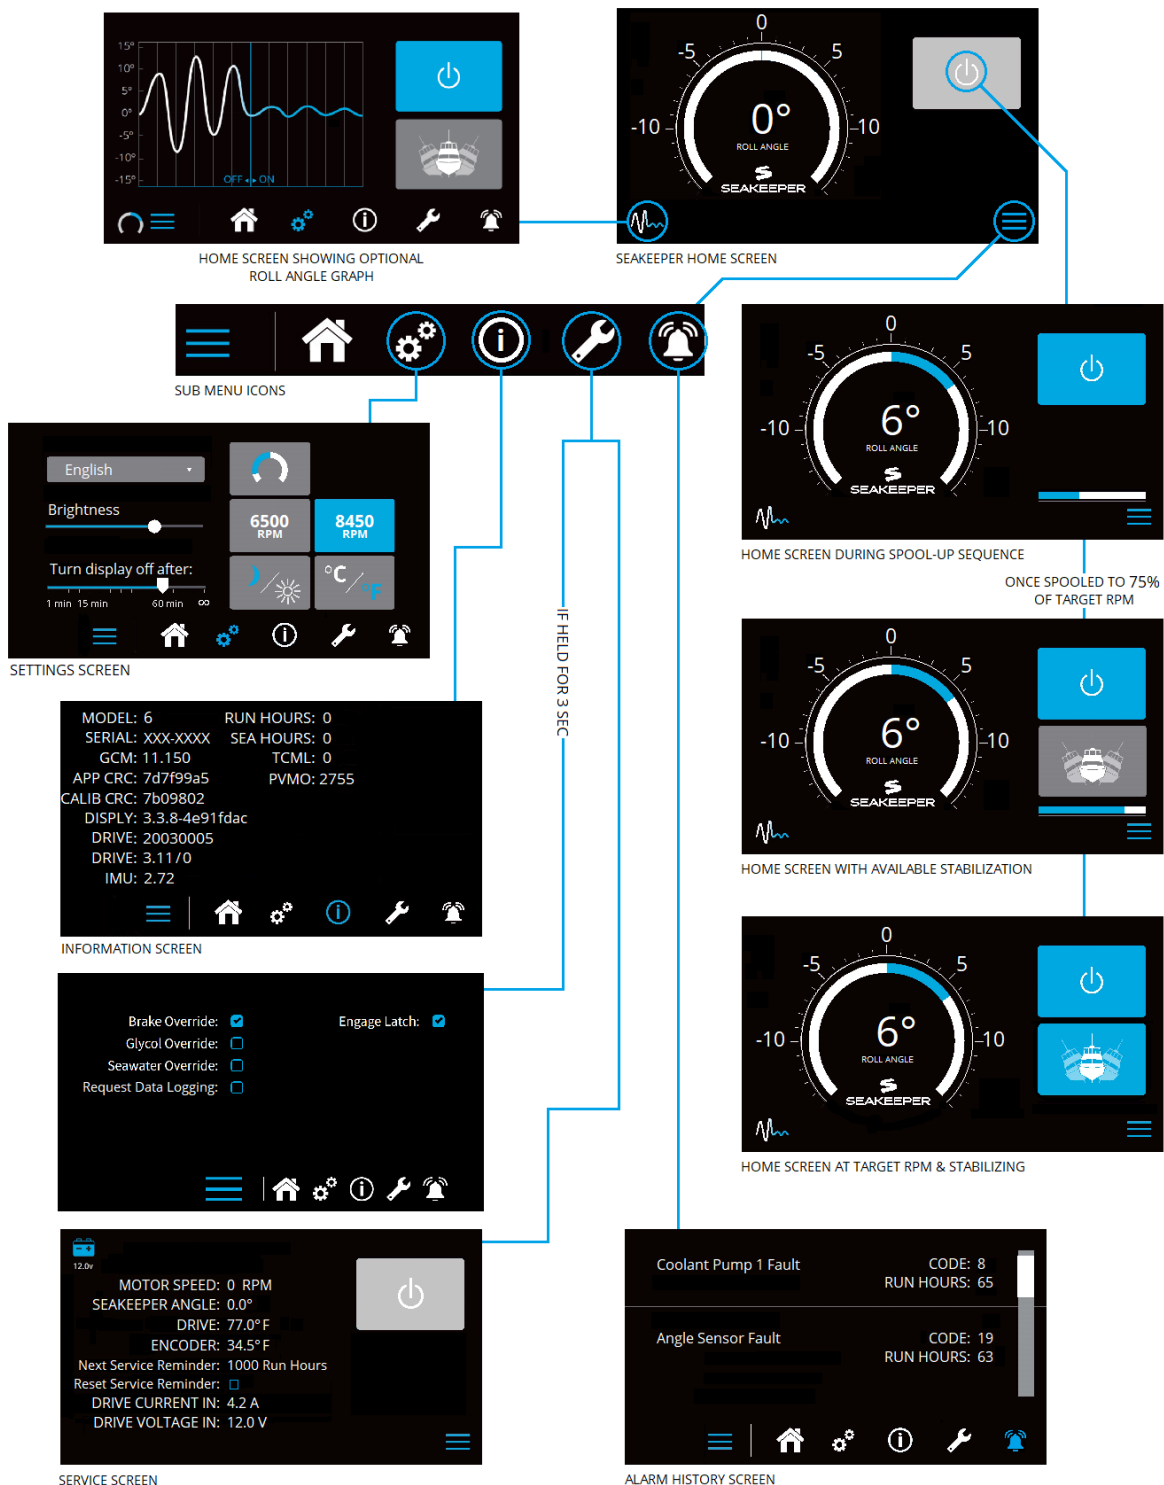 15°
10°
5°
0°
-5°
-10°
-15°
OFF ON
HOME SCREEN SHOWING OPTIONAL
ROLL ANGLE GRAPH
0
-5 5
-10 10
0°
ROLL ANGLE
SEAKEEPER
SEAKEEPER HOME SCREEN
SUB MENU ICONS
English
Brightness
Turn display off after:
1 min 15 min 60 min ∞
6500
RPM
8450
RPM
°C/°F
SETTINGS SCREEN
0
-5 5
-10 10
6°
ROLL ANGLE
SEAKEEPER
HOME SCREEN DURING SPOOL-UP SEQUENCE
ONCE SPOOLED TO 75%
OF TARGET RPM
0
-5 5
-10 10
6°
ROLL ANGLE
SEAKEEPER
HOME SCREEN WITH AVAILABLE STABILIZATION
0
-5 5
-10 10
6°
ROLL ANGLE
SEAKEEPER
HOME SCREEN AT TARGET RPM & STABILIZING
IF HELD FOR 3 SEC
MODEL: 6 RUN HOURS: 0
SERIAL: XXX-XXXX SEA HOURS: 0
GCM: 11.150 TCML: 0
APP CRC: 7d7f99a5 PVMO: 2755
CALIB CRC: 7b09802
DISPLY: 3.3.8-4e91fdac
DRIVE: 20030005
DRIVE: 3.11/0
IMU: 2.72
INFORMATION SCREEN
Brake Override: Engage Latch:
Glycol Override:
Seawater Override:
Request Data Logging:
12.0v
MOTOR SPEED: 0 RPM
SEAKEEPER ANGLE: 0.0°
DRIVE: 77.0°F
ENCODER: 34.5°F
Next Service Reminder: 1000 Run Hours
Reset Service Reminder:
DRIVE CURRENT IN: 4.2 A
DRIVE VOLTAGE IN: 12.0 V
SERVICE SCREEN
Coolant Pump 1 Fault CODE: 8
RUN HOURS: 65
Angle Sensor Fault CODE: 19
RUN HOURS: 63
ALARM HISTORY SCREEN